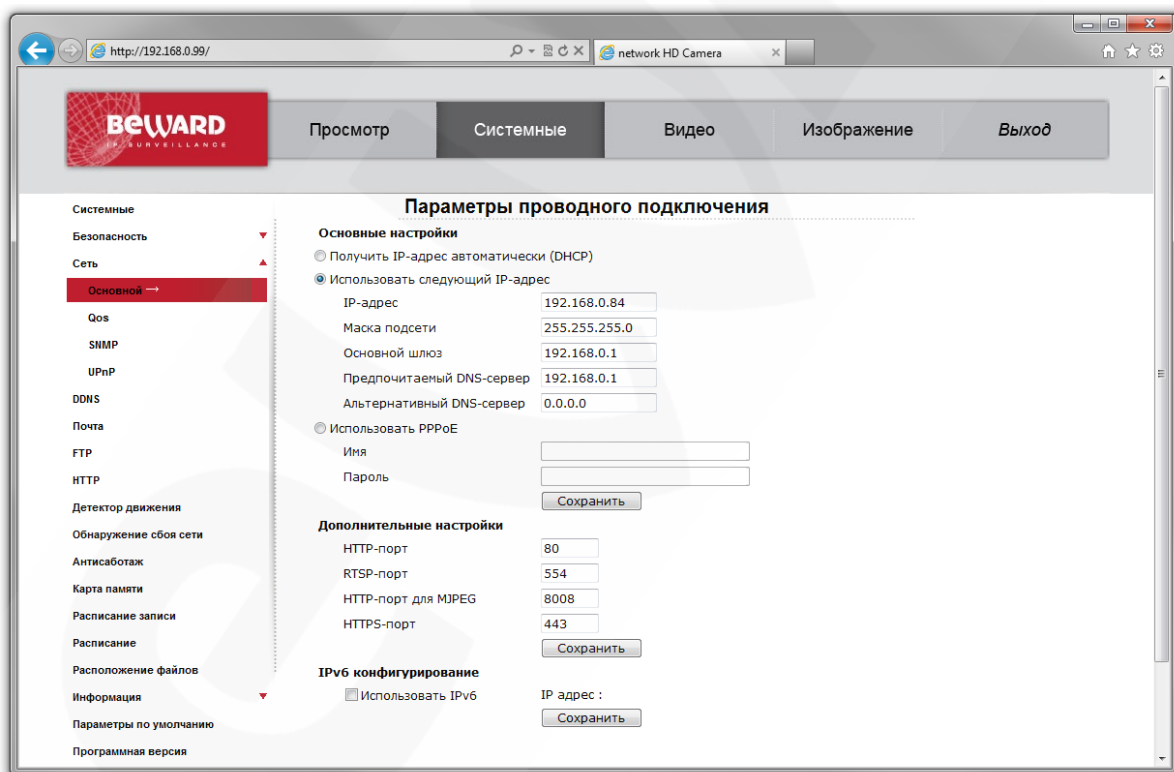 http://192.168.0.99/
network HD Camera
BEWARD
IP SURVEILLANCE
Просмотр
Системные
Видео
Изображение
Выход
Системные
Безопасность
Сеть
Основной →
Qos
SNMP
UPnP
DDNS
Почта
FTP
HTTP
Детектор движения
Обнаружение сбоя сети
Антисаботаж
Карта памяти
Расписание записи
Расписание
Расположение файлов
Информация
Параметры по умолчанию
Программная версия
Параметры проводного подключения
Основные настройки
Получить IP-адрес автоматически (DHCP)
Использовать следующий IP-адрес
IP-адрес 192.168.0.84
Маска подсети 255.255.255.0
Основной шлюз 192.168.0.1
Предпочитаемый DNS-сервер 192.168.0.1
Альтернативный DNS-сервер 0.0.0.0
Использовать PPPoE
Имя
Пароль
Сохранить
Дополнительные настройки
HTTP-порт 80
RTSP-порт 554
HTTP-порт для MJPEG 8008
HTTPS-порт 443
Сохранить
IPv6 конфигурирование
Использовать IPv6 IP адрес :
Сохранить